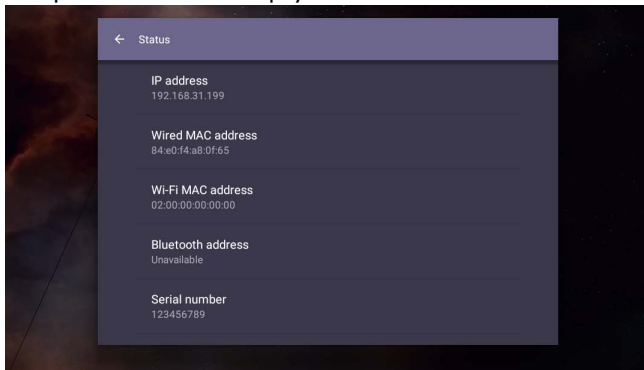 Status
IP address
192.168.31.199
Wired MAC address
84:e0:f4:a8:0f:65
Wi-Fi MAC address
02:00:00:00:00:00
Bluetooth address
Unavailable
Serial number
123456789